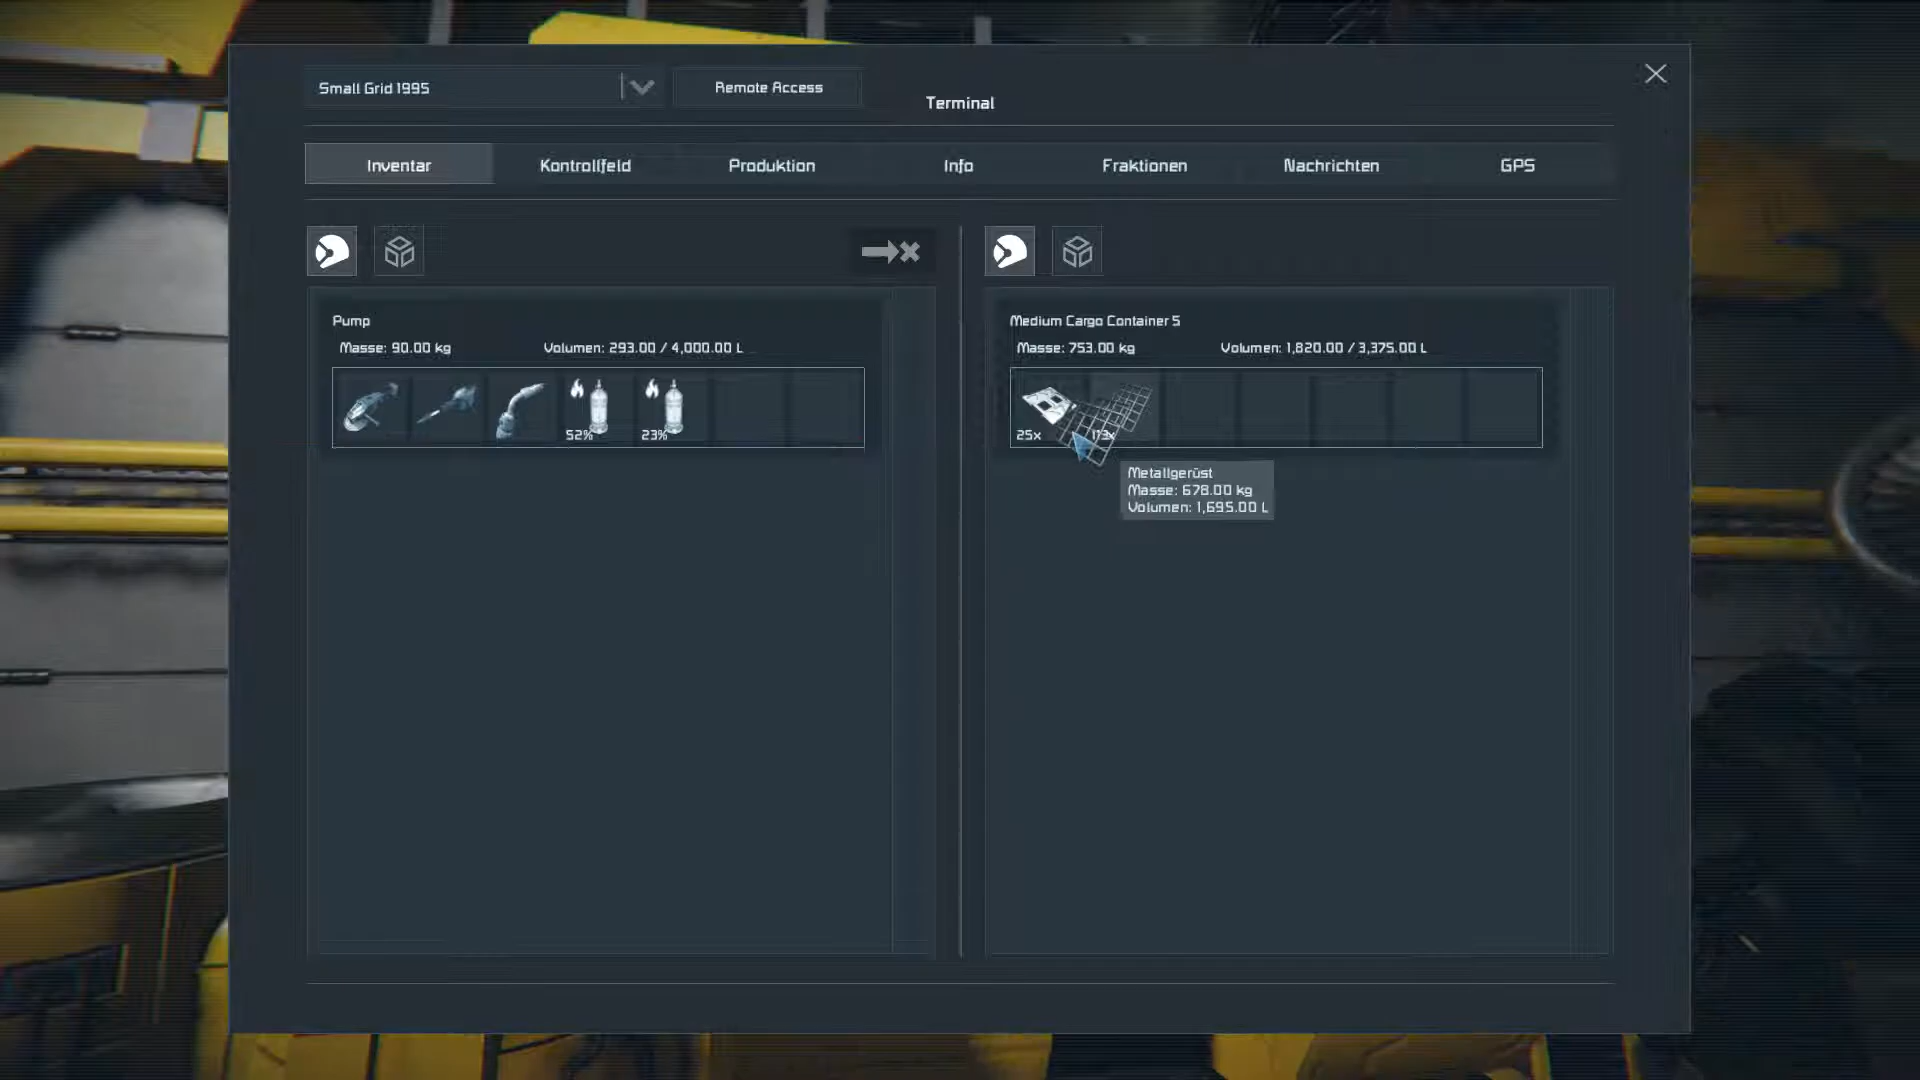 Small Grid 1995
Remote Access
Terminal
Inventar
Kontrollfeld
Produktion
Info
Fraktionen
Nachrichten
GPS
Pump
Masse: 90.00 kg
Volumen: 293.00 / 4,000.00 L
52%
23%
Medium Cargo Container 5
Masse: 753.00 kg
Volumen: 1,820.00 / 3,375.00 L
25x
113x
Metallgerüst
Masse: 678.00 kg
Volumen: 1,695.00 L